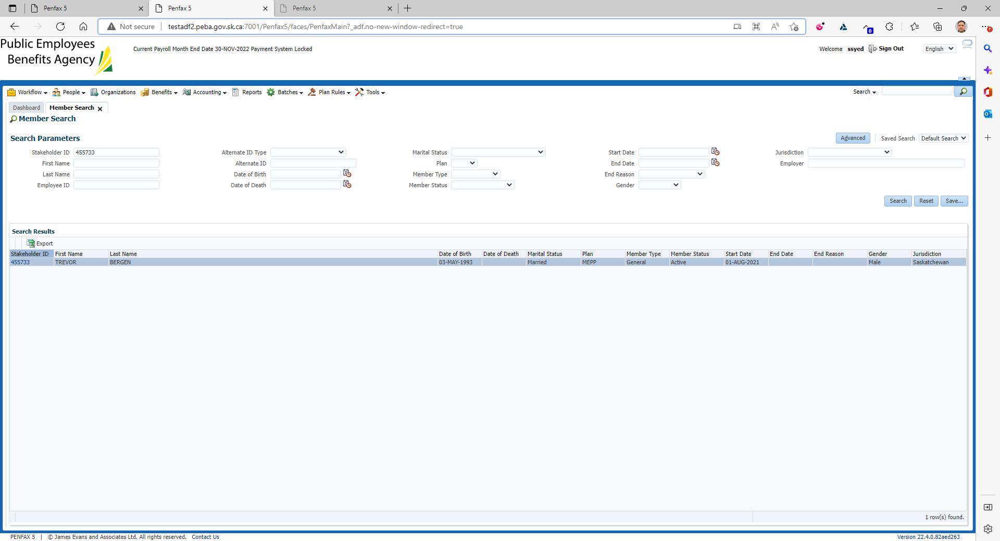 Penfax 5
Penfax 5
Penfax 5
Not secure
testadf2.peba.gov.sk.ca:7001/Penfax5/faces/PenfaxMain?_adf.no-new-window-redirect=true
0
Public Employees
Benefits Agency
Current Payroll Month End Date 30-NOV-2022 Payment System Locked
Welcome ssyed Sign Out English
Workflow People Organizations Benefits Accounting Reports Batches Plan Rules Tools Search
Dashboard Member Search
Member Search
Search Parameters Advanced Saved Search Default Search
Stakeholder ID 455733 Alternate ID Type Marital Status Start Date Jurisdiction
First Name Alternate ID Plan End Date Employer
Last Name Date of Birth Member Type End Reason
Employee ID Date of Death Member Status Gender
Search Reset Save...
Search Results
Export
Stakeholder ID First Name Last Name Date of Birth Date of Death Marital Status Plan Member Type Member Status Start Date End Date End Reason Gender Jurisdiction
455733 TREVOR BERGEN 03-MAY-1993 Married MEPP General Active 01-AUG-2021 Male Saskatchewan
1 row(s) found.
PENFAX 5 | © James Evans and Associates Ltd. All rights reserved. Contact Us Version 22.4.0.82aed263